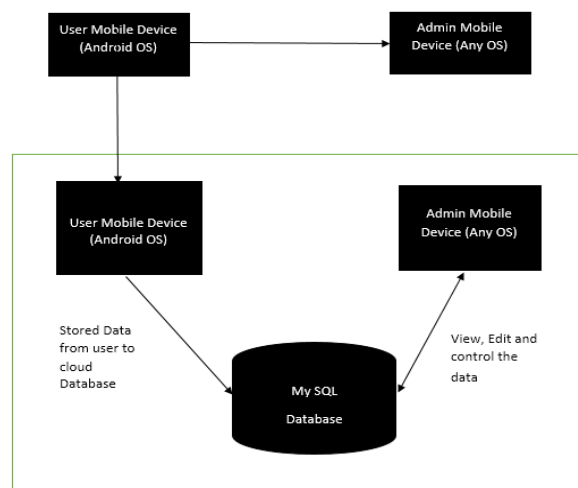 User Mobile Device
(Android OS)
Admin Mobile
Device (Any OS)
User Mobile Device
(Android OS)
Admin Mobile
Device (Any OS)
Stored Data
from user to
cloud
Database
View, Edit and
control the
data
My SQL
Database